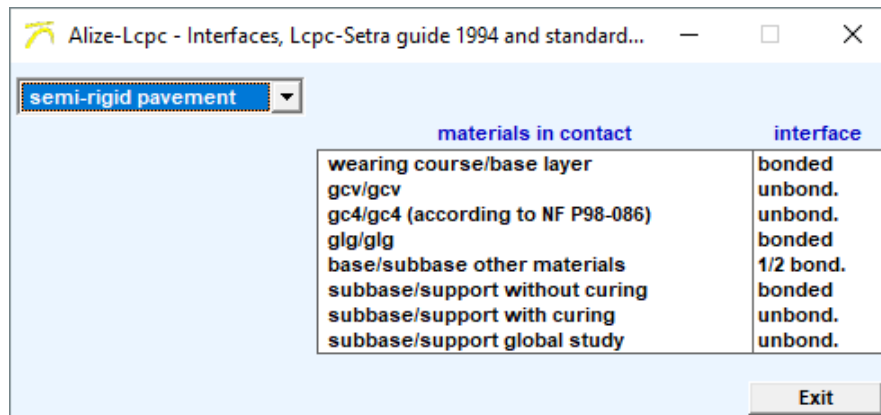 Alize-Lcpc - Interfaces, Lcpc-Setra guide 1994 and standard...
semi-rigid pavement
materials in contact interface
wearing course/base layer bonded
gcv/gcv unbond.
gc4/gc4 (according to NF P98-086) unbond.
glg/glg bonded
base/subbase other materials 1/2 bond.
subbase/support without curing bonded
subbase/support with curing unbond.
subbase/support global study unbond.
Exit